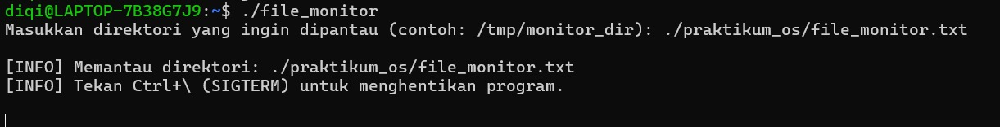 diqi@LAPTOP-7B38G7J9:~$ ./file_monitor
Masukkan direktori yang ingin dipantau (contoh: /tmp/monitor_dir): ./praktikum_os/file_monitor.txt
[INFO] Memantau direktori: ./praktikum_os/file_monitor.txt
[INFO] Tekan Ctrl+\ (SIGTERM) untuk menghentikan program.